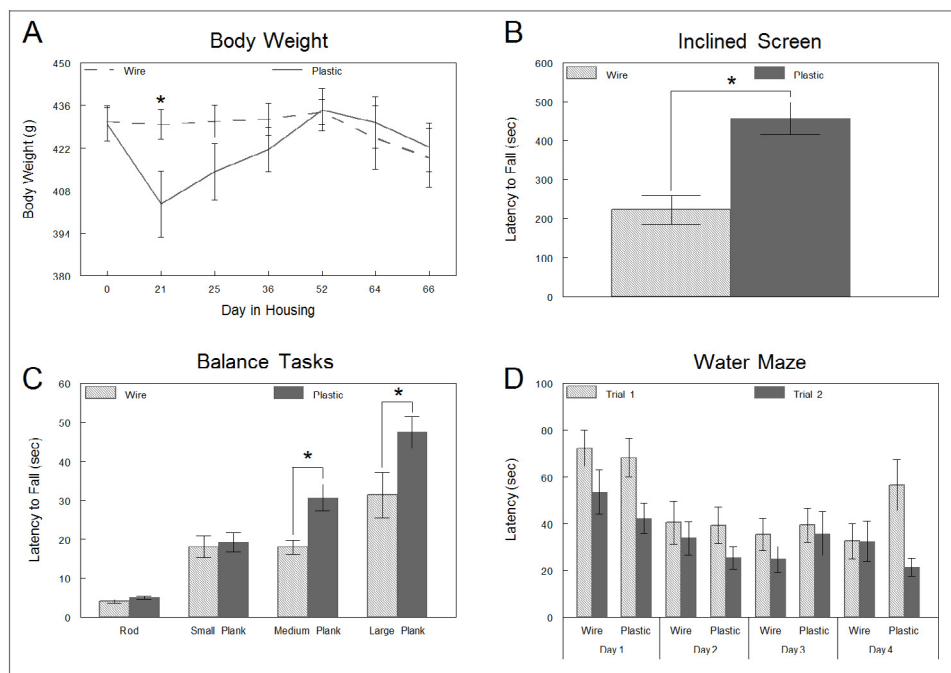 A
Body Weight
Wire
Plastic
*
450
436
422
408
394
380
Body Weight (g)
0 21 25 36 52 64 66
Day in Housing
B
Inclined Screen
Wire
Plastic
*
600
500
400
300
200
100
0
Latency to Fall (sec)
C
Balance Tasks
Wire
Plastic
*
*
60
50
40
30
20
10
0
Latency to Fall (sec)
Rod Small Plank Medium Plank Large Plank
D
Water Maze
Trial 1
Trial 2
100
80
60
40
20
0
Latency (sec)
Wire Plastic Wire Plastic Wire Plastic Wire Plastic
Day 1 Day 2 Day 3 Day 4